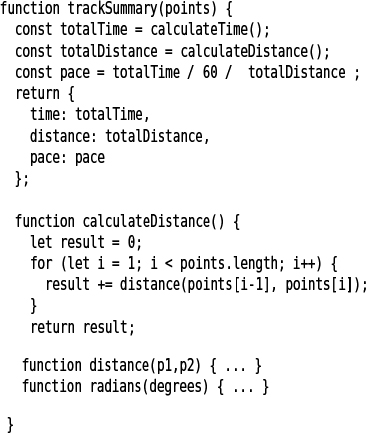 function trackSummary(points) {
  const totalTime = calculateTime();
  const totalDistance = calculateDistance();
  const pace = totalTime / 60 /  totalDistance ;
  return {
    time: totalTime,
    distance: totalDistance,
    pace: pace
  };

  function calculateDistance() {
    let result = 0;
    for (let i = 1; i < points.length; i++) {
      result += distance(points[i-1], points[i]);
    }
    return result;

   function distance(p1,p2) { ... }
   function radians(degrees) { ... }

 }